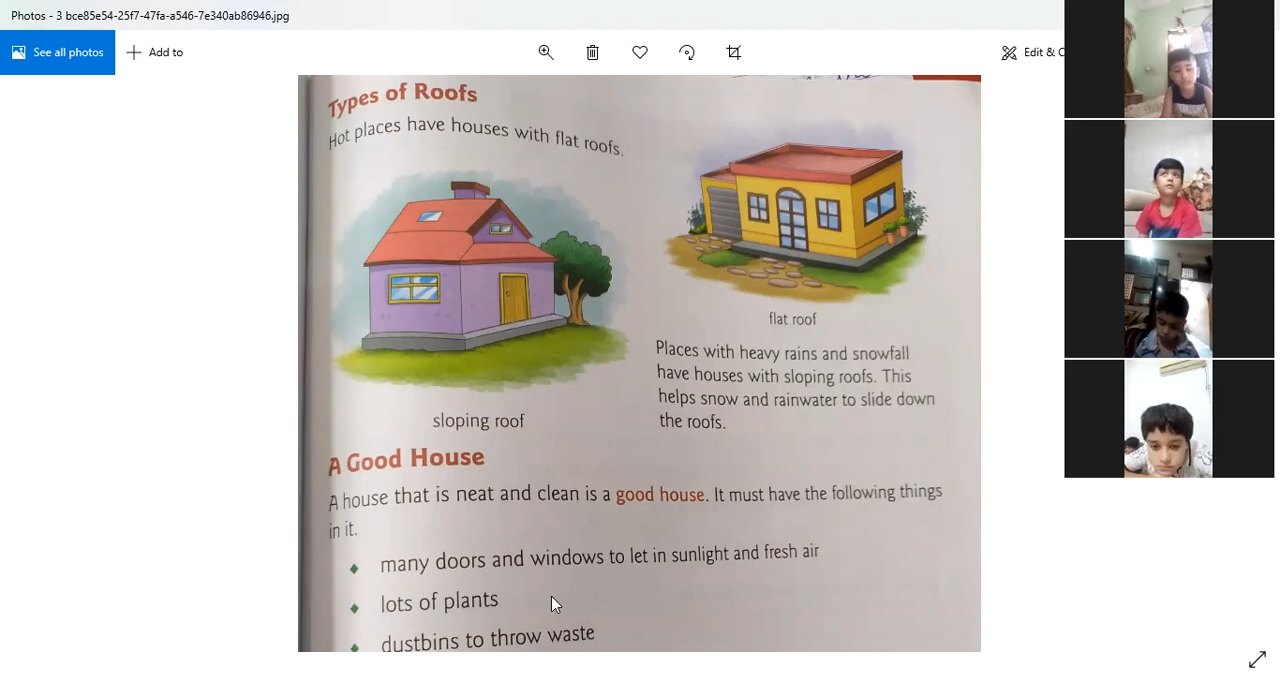 Photos - 3 bce85e54-25f7-47fa-a546-7e340ab86946.jpg
See all photos
Add to
Edit & C
Types of Roofs
Hot places have houses with flat roofs.
flat roof
Places with heavy rains and snowfall
have houses with sloping roofs. This
helps snow and rainwater to slide down
the roofs.
sloping roof
A Good House
A house that is neat and clean is a good house. It must have the following things
in it.
many doors and windows to let in sunlight and fresh air
lots of plants
dustbins to throw waste